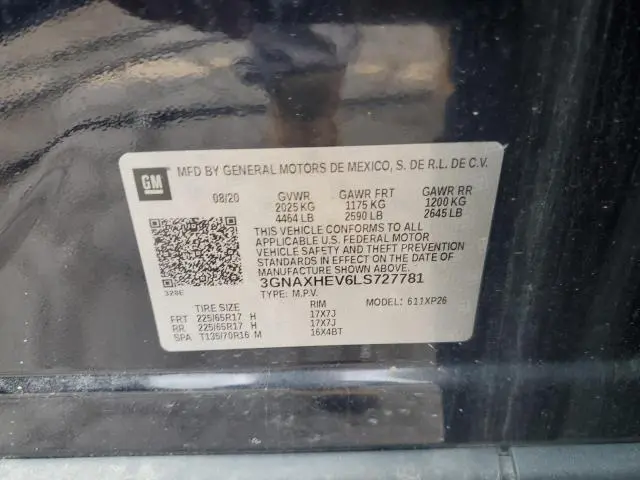 GM
MFD BY GENERAL MOTORS DE MEXICO, S. DE R.L. DE C.V.
08/20 GVWR GAWR FRT GAWR RR
2025 KG 1175 KG 1200 KG
4464 LB 2590 LB 2645 LB
THIS VEHICLE CONFORMS TO ALL
APPLICABLE U.S. FEDERAL MOTOR
VEHICLE SAFETY AND THEFT PREVENTION
STANDARDS IN EFFECT ON THE DATE OF
MANUFACTURE SHOWN ABOVE.
3GNAXHEV6LS727781
328E
TYPE: M.P.V. MODEL: 611XP26
TIRE SIZE RIM
FRT 225/65R17 H 17X7J
RR 225/65R17 H 17X7J
SPA T135/70R16 M 16X4BT